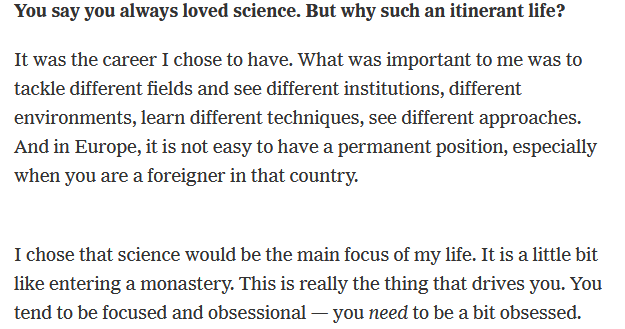 You say you always loved science. But why such an itinerant life?
It was the career I chose to have. What was important to me was to
tackle different fields and see different institutions, different
environments, learn different techniques, see different approaches.
And in Europe, it is not easy to have a permanent position, especially
when you are a foreigner in that country.
I chose that science would be the main focus of my life. It is a little bit
like entering a monastery. This is really the thing that drives you. You
tend to be focused and obsessional — you need to be a bit obsessed.